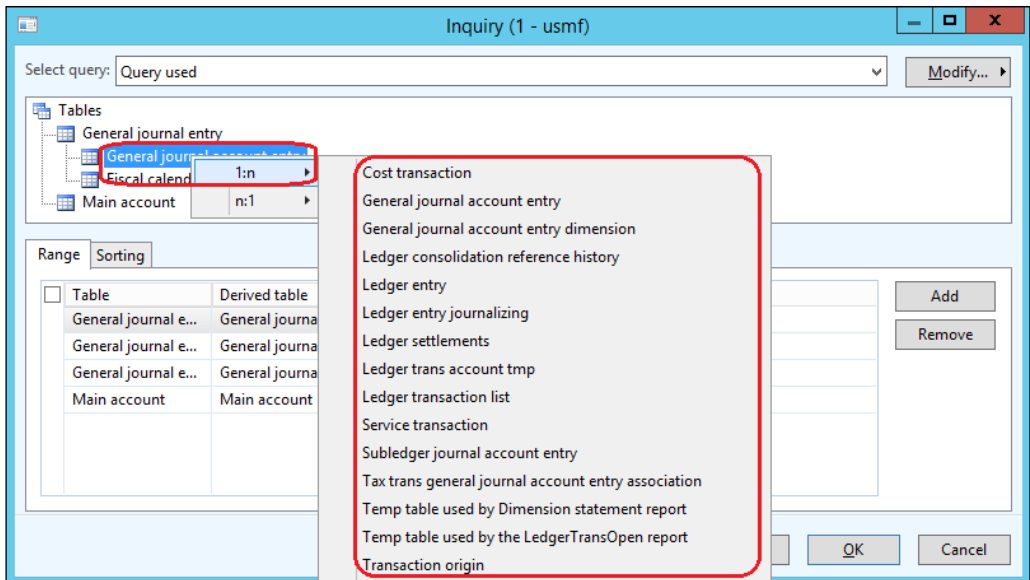 Inquiry (1 - usmf)
Select query: Query used Modify...
Tables
General journal entry
General journal account entry
Fiscal calend
Main account
1:n
n:1
Cost transaction
General journal account entry
General journal account entry dimension
Ledger consolidation reference history
Ledger entry
Ledger entry journalizing
Ledger settlements
Ledger trans account tmp
Ledger transaction list
Service transaction
Subledger journal account entry
Tax trans general journal account entry association
Temp table used by Dimension statement report
Temp table used by the LedgerTransOpen report
Transaction origin
Range Sorting
Table Derived table
General journal e... General journa
General journal e... General journa
General journal e... General journa
Main account Main account
Add
Remove
OK Cancel